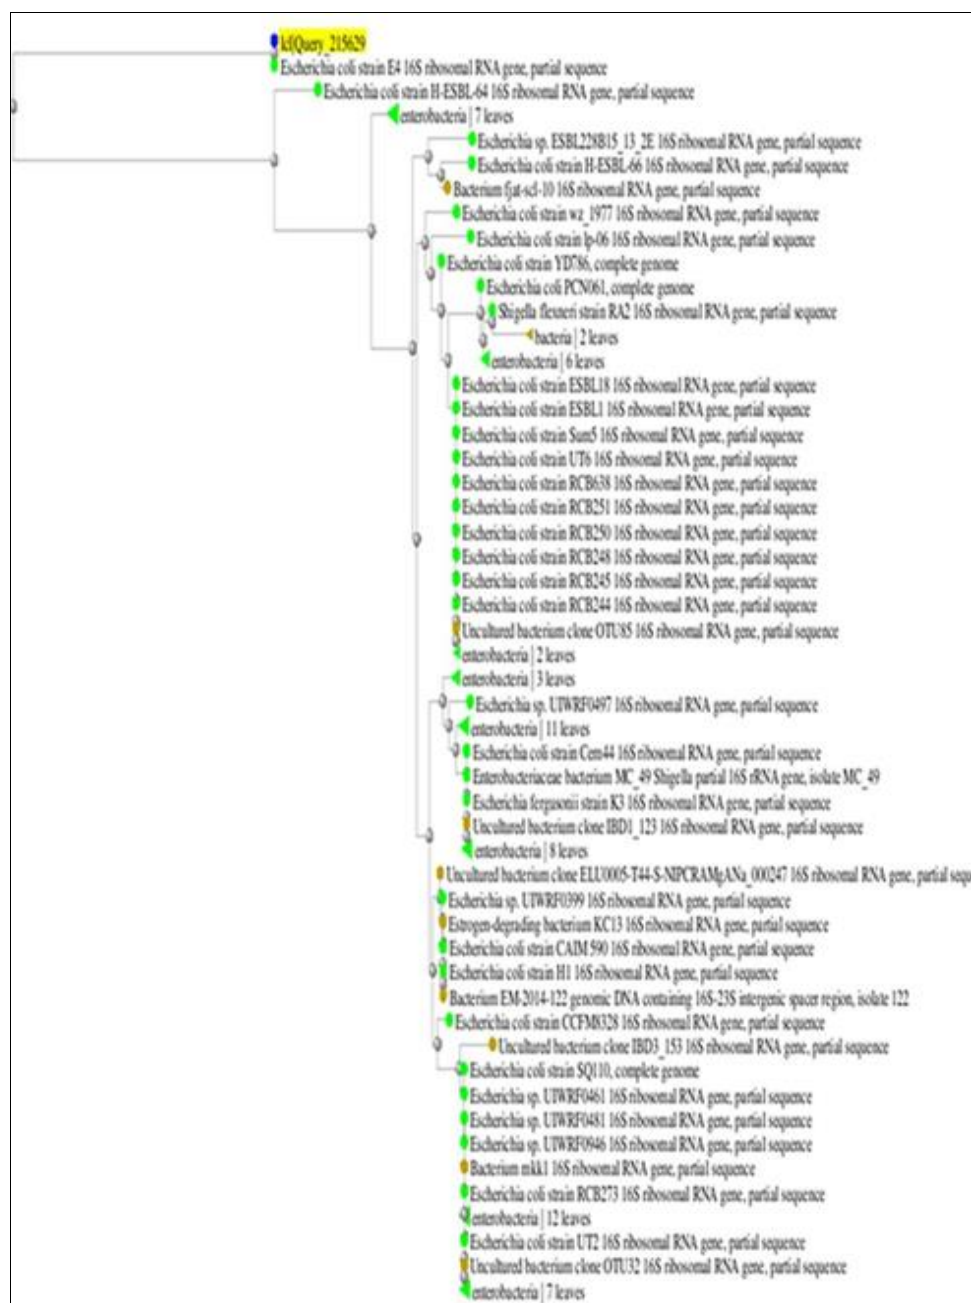 lcl|Query_215629
Escherichia coli strain E4 16S ribosomal RNA gene, partial sequence
Escherichia coli strain H-ESBL-64 16S ribosomal RNA gene, partial sequence
enterobacteria | 7 leaves
Escherichia sp. ESBL228B15_13_2E 16S ribosomal RNA gene, partial sequence
Escherichia coli strain H-ESBL-66 16S ribosomal RNA gene, partial sequence
Bacterium fjat-scl-10 16S ribosomal RNA gene, partial sequence
Escherichia coli strain wz_1977 16S ribosomal RNA gene, partial sequence
Escherichia coli strain lp-06 16S ribosomal RNA gene, partial sequence
Escherichia coli strain YD786, complete genome
Escherichia coli PCN061, complete genome
Shigella flexneri strain RA2 16S ribosomal RNA gene, partial sequence
bacteria | 2 leaves
enterobacteria | 6 leaves
Escherichia coli strain ESBL18 16S ribosomal RNA gene, partial sequence
Escherichia coli strain ESBL1 16S ribosomal RNA gene, partial sequence
Escherichia coli strain Sam5 16S ribosomal RNA gene, partial sequence
Escherichia coli strain UT6 16S ribosomal RNA gene, partial sequence
Escherichia coli strain RCB638 16S ribosomal RNA gene, partial sequence
Escherichia coli strain RCB251 16S ribosomal RNA gene, partial sequence
Escherichia coli strain RCB250 16S ribosomal RNA gene, partial sequence
Escherichia coli strain RCB248 16S ribosomal RNA gene, partial sequence
Escherichia coli strain RCB245 16S ribosomal RNA gene, partial sequence
Escherichia coli strain RCB244 16S ribosomal RNA gene, partial sequence
Uncultured bacterium clone OTU85 16S ribosomal RNA gene, partial sequence
enterobacteria | 2 leaves
enterobacteria | 3 leaves
Escherichia sp. UIWRF0497 16S ribosomal RNA gene, partial sequence
enterobacteria | 11 leaves
Escherichia coli strain Cem44 16S ribosomal RNA gene, partial sequence
Enterobacteriaceae bacterium MC_49 Shigella partial 16S rRNA gene, isolate MC_49
Escherichia fergusonii strain K3 16S ribosomal RNA gene, partial sequence
Uncultured bacterium clone IBD1_123 16S ribosomal RNA gene, partial sequence
enterobacteria | 8 leaves
Uncultured bacterium clone ELU0005-T44-S-NIPCRAMgANa_000247 16S ribosomal RNA gene, partial sequ
Escherichia sp. UIWRF0399 16S ribosomal RNA gene, partial sequence
Estrogen-degrading bacterium KC13 16S ribosomal RNA gene, partial sequence
Escherichia coli strain CAIM 590 16S ribosomal RNA gene, partial sequence
Escherichia coli strain H1 16S ribosomal RNA gene, partial sequence
Bacterium EM-2014-122 genomic DNA containing 16S-23S intergenic spacer region, isolate 122
Escherichia coli strain CCFM8328 16S ribosomal RNA gene, partial sequence
Uncultured bacterium clone IBD3_153 16S ribosomal RNA gene, partial sequence
Escherichia coli strain SQ110, complete genome
Escherichia sp. UIWRF0461 16S ribosomal RNA gene, partial sequence
Escherichia sp. UIWRF0481 16S ribosomal RNA gene, partial sequence
Escherichia sp. UIWRF0946 16S ribosomal RNA gene, partial sequence
Bacterium mkk1 16S ribosomal RNA gene, partial sequence
Escherichia coli strain RCB273 16S ribosomal RNA gene, partial sequence
enterobacteria | 12 leaves
Escherichia coli strain UT2 16S ribosomal RNA gene, partial sequence
Uncultured bacterium clone OTU32 16S ribosomal RNA gene, partial sequence
enterobacteria | 7 leaves